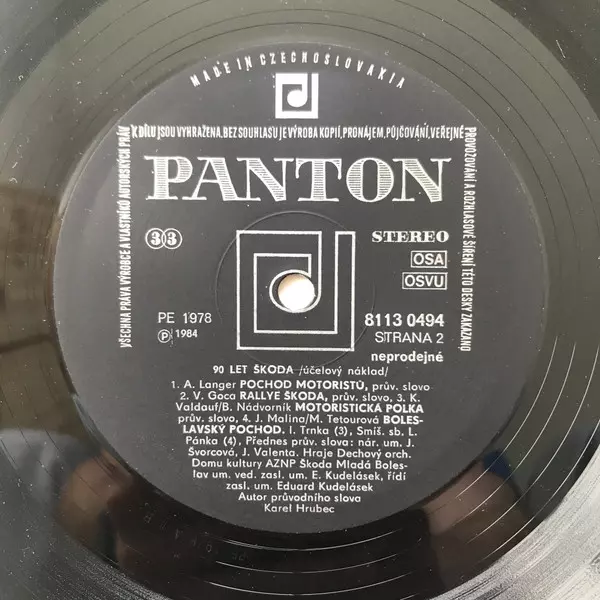 MADE IN CZECHOSLOVAKIA
VŠECHNA PRÁVA VÝROBCE A VLASTNÍKŮ AUTORSKÝCH PRÁV K DÍLU JSOU VYHRAŽENA, BEZ SOUHLASU JE VÝROBA KOPIÍ, PRONÁJEM, PŮJČOVÁNÍ, VEŘEJNÉ PROVOZOVÁNÍ A ROZHLASOVÉ ŠÍŘENÍ TÉTO DESKY ZAKÁZÁNO
PANTON
33 STEREO
OSA
OSVU
PE 1978 8113 0494
Ⓟ 1984 STRANA 2
neprodejné
90 LET ŠKODA /účelový náklad/
1. A. Langer POCHOD MOTORISTŮ, prův. slovo
2. V. Goca RALLYE ŠKODA, prův. slovo, 3. K.
Valdauf/B. Nádvorník MOTORISTICKÁ POLKA
prův. slovo, 4. J. Malina/M. Tetourová BOLES-
LAVSKÝ POCHOD. I. Trnka (3), Smíš. sb. L.
Pánka (4), Přednes prův. slova: nár. um. J.
Švorcová, J. Valenta. Hraje Dechový orch.
Domu kultury AZNP Škoda Mladá Boles-
lav um. ved. zasl. um. E. Kudelásek, řídí
zasl. um. Eduard Kudelásek
Autor průvodního slova
Karel Hrubec